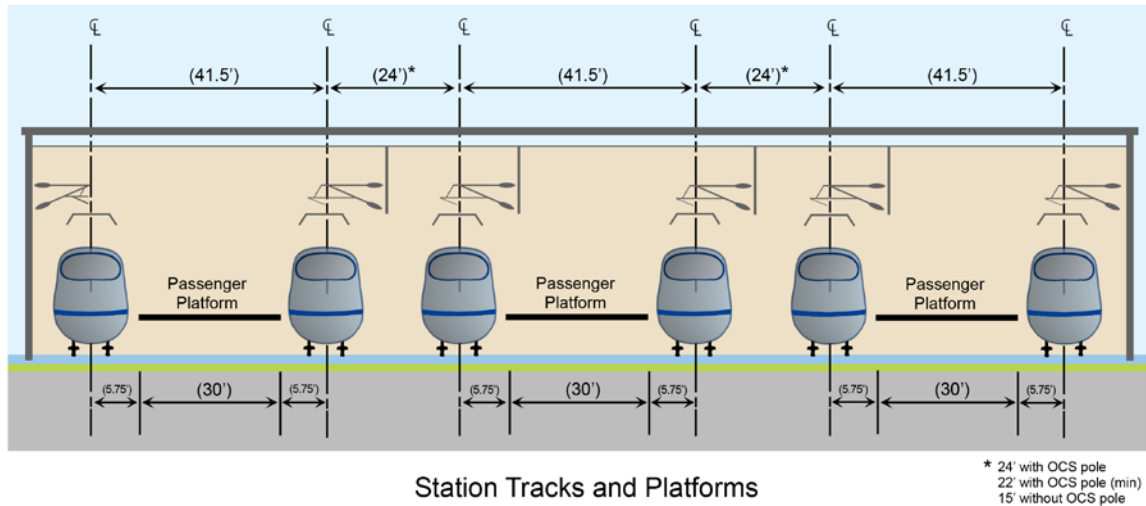 ℄ ℄ ℄ ℄ ℄ ℄
(41.5') (24')* (41.5') (24')* (41.5')
Passenger
Platform
Passenger
Platform
Passenger
Platform
(5.75') (30') (5.75') (5.75') (30') (5.75') (5.75') (30') (5.75')
Station Tracks and Platforms
* 24' with OCS pole
22' with OCS pole (min)
15' without OCS pole